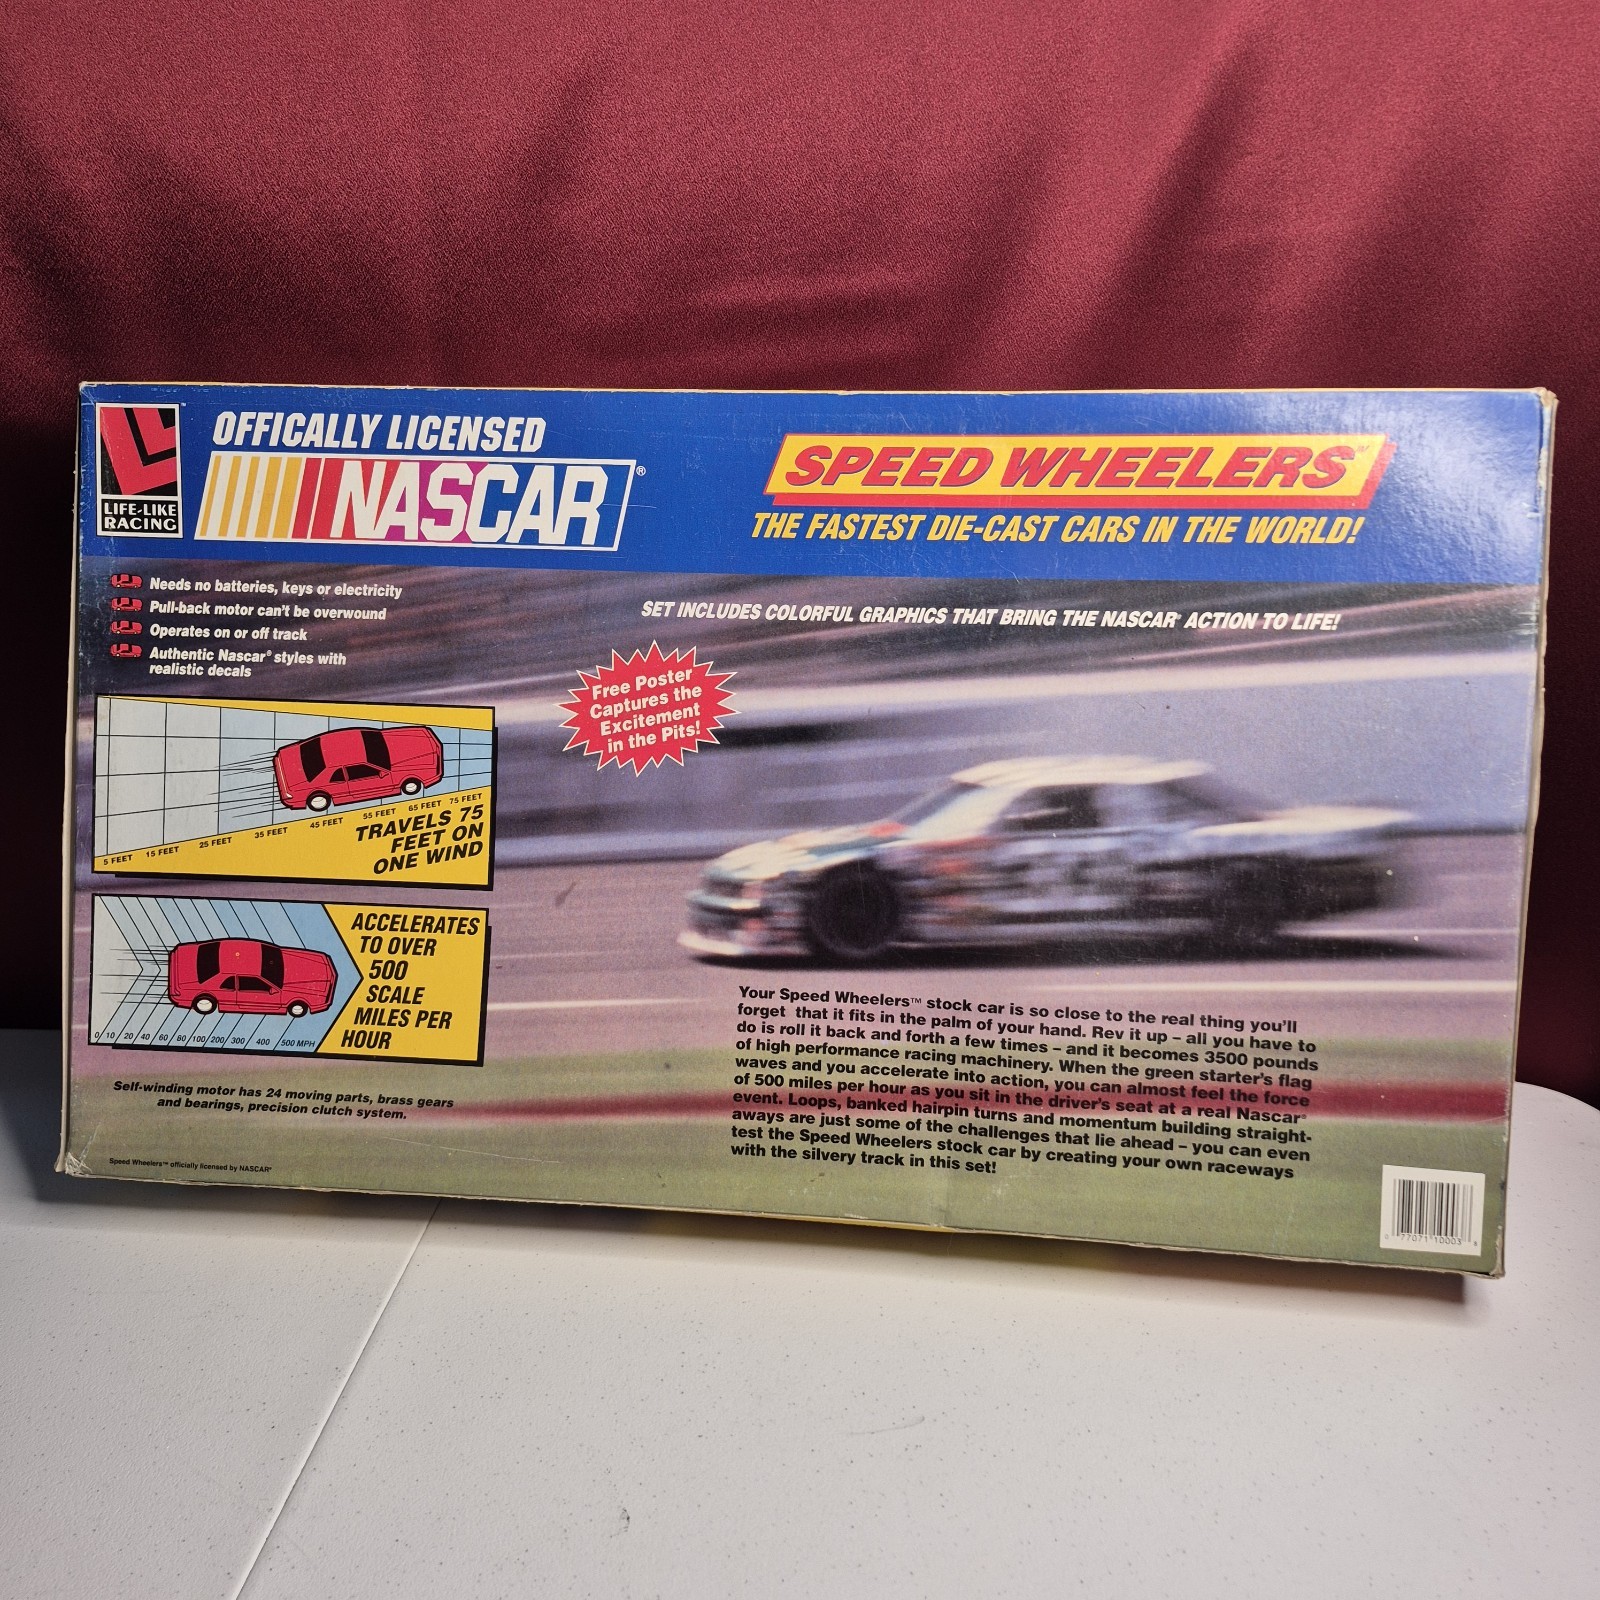 LIFE-LIKE
RACING
™
OFFICALLY LICENSED
NASCAR®
SPEED WHEELERS™
THE FASTEST DIE-CAST CARS IN THE WORLD!
Needs no batteries, keys or electricity
Pull-back motor can't be overwound
Operates on or off track
Authentic Nascar® styles with
realistic decals
SET INCLUDES COLORFUL GRAPHICS THAT BRING THE NASCAR® ACTION TO LIFE!
Free Poster
Captures the
Excitement
in the Pits!
5 FEET 15 FEET 25 FEET 35 FEET 45 FEET 55 FEET 65 FEET 75 FEET
TRAVELS 75
FEET ON
ONE WIND
ACCELERATES
TO OVER
500
SCALE
MILES PER
HOUR
0 10 20 40 60 80 100 200 300 400 500 MPH
Self-winding motor has 24 moving parts, brass gears
and bearings, precision clutch system.
Speed Wheelers™ officially licensed by NASCAR®
Your Speed Wheelers™ stock car is so close to the real thing you'll
forget that it fits in the palm of your hand. Rev it up – all you have to
do is roll it back and forth a few times – and it becomes 3500 pounds
of high performance racing machinery. When the green starter's flag
waves and you accelerate into action, you can almost feel the force
of 500 miles per hour as you sit in the driver's seat at a real Nascar®
event. Loops, banked hairpin turns and momentum building straight-
aways are just some of the challenges that lie ahead – you can even
test the Speed Wheelers stock car by creating your own raceways
with the silvery track in this set!
0 77071 10003 8